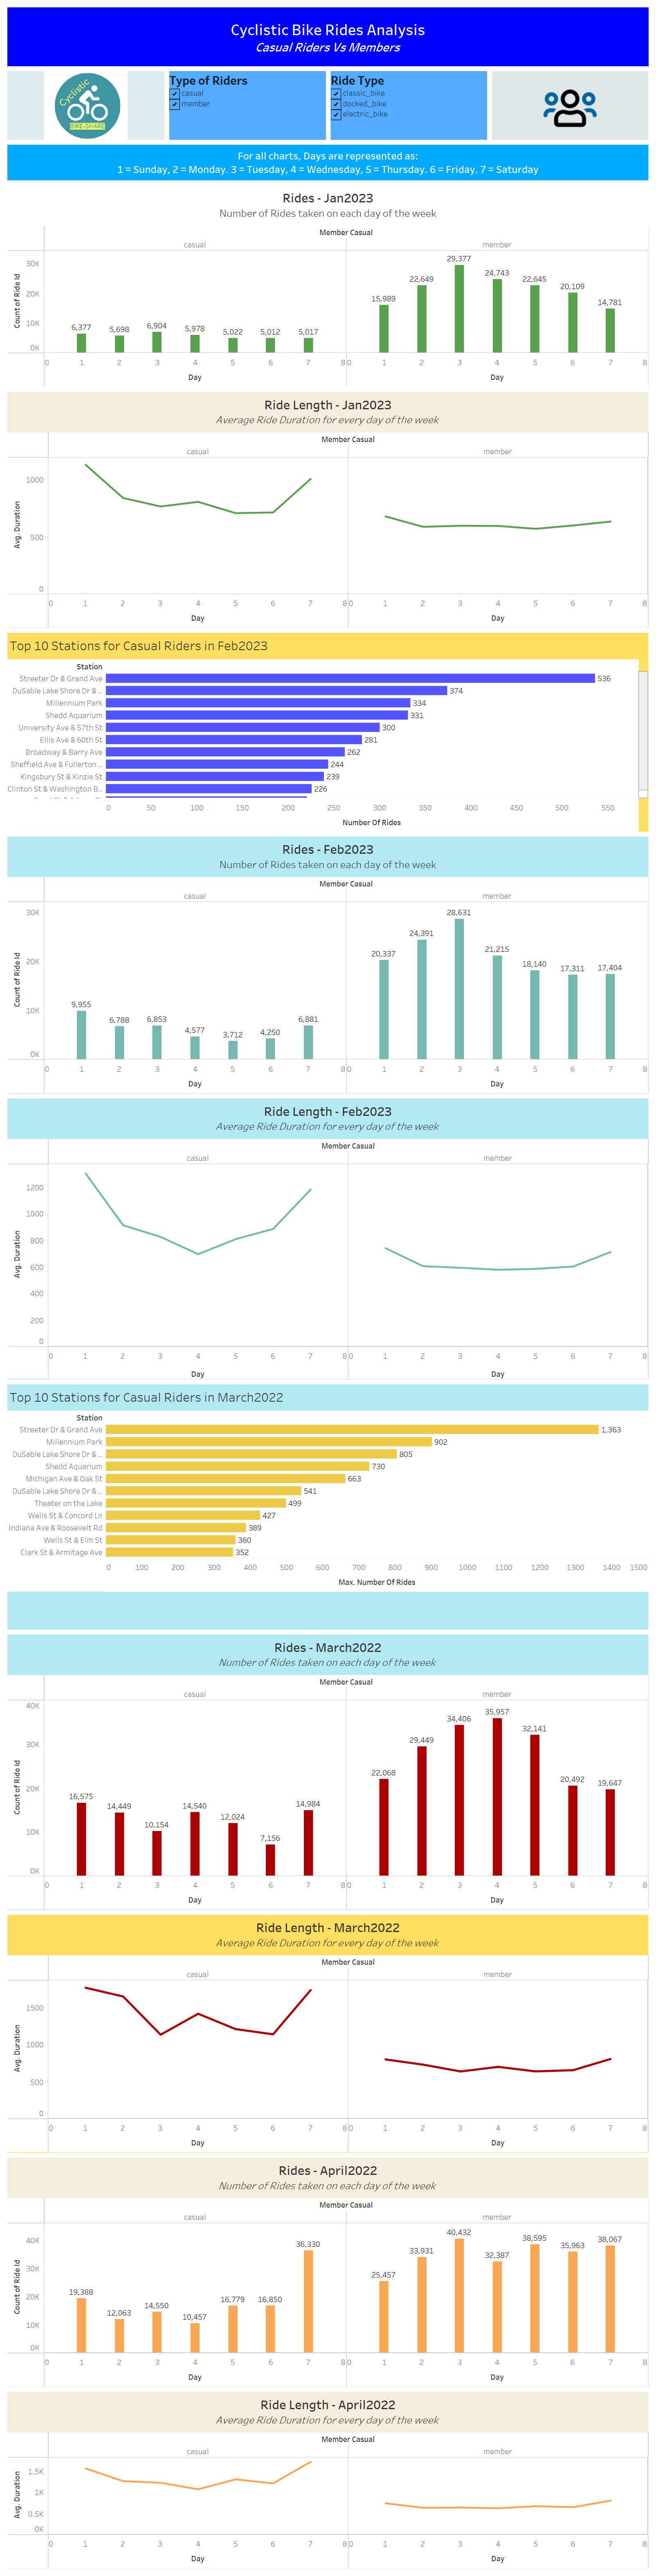 Cyclistic Bike Rides Analysis
Casual Riders Vs Members
Cyclistic
BIKE-SHARE
Type of Riders
casual
member
Ride Type
classic_bike
docked_bike
electric_bike
For all charts, Days are represented as:
1 = Sunday, 2 = Monday. 3 = Tuesday, 4 = Wednesday, 5 = Thursday. 6 = Friday. 7 = Saturday
Rides - Jan2023
Number of Rides taken on each day of the week
Member Casual
casual member
Count of Ride Id
30K
20K
10K
0K
6,377 5,698 6,904 5,978 5,022 5,012 5,017
15,989 22,649 29,377 24,743 22,645 20,109 14,781
0 1 2 3 4 5 6 7 8 0 1 2 3 4 5 6 7 8
Day Day
Ride Length - Jan2023
Average Ride Duration for every day of the week
Member Casual
casual member
Avg. Duration
1000
500
0
0 1 2 3 4 5 6 7 8 0 1 2 3 4 5 6 7 8
Day Day
Top 10 Stations for Casual Riders in Feb2023
Station
Streeter Dr & Grand Ave 536
DuSable Lake Shore Dr & .. 374
Millennium Park 334
Shedd Aquarium 331
University Ave & 57th St 300
Ellis Ave & 60th St 281
Broadway & Barry Ave 262
Sheffield Ave & Fullerton .. 244
Kingsbury St & Kinzie St 239
Clinton St & Washington B.. 226
0 50 100 150 200 250 300 350 400 450 500 550
Number Of Rides
Rides - Feb2023
Number of Rides taken on each day of the week
Member Casual
casual member
Count of Ride Id
30K
20K
10K
0K
9,955 6,788 6,853 4,577 3,712 4,250 6,881
20,337 24,391 28,631 21,215 18,140 17,311 17,404
0 1 2 3 4 5 6 7 8 0 1 2 3 4 5 6 7 8
Day Day
Ride Length - Feb2023
Average Ride Duration for every day of the week
Member Casual
casual member
Avg. Duration
1200
1000
800
600
400
200
0
0 1 2 3 4 5 6 7 8 0 1 2 3 4 5 6 7 8
Day Day
Top 10 Stations for Casual Riders in March2022
Station
Streeter Dr & Grand Ave 1,363
Millennium Park 902
DuSable Lake Shore Dr & .. 805
Shedd Aquarium 730
Michigan Ave & Oak St 663
DuSable Lake Shore Dr & .. 541
Theater on the Lake 499
Wells St & Concord Ln 427
Indiana Ave & Roosevelt Rd 389
Wells St & Elm St 360
Clark St & Armitage Ave 352
0 100 200 300 400 500 600 700 800 900 1000 1100 1200 1300 1400 1500
Max. Number Of Rides
Rides - March2022
Number of Rides taken on each day of the week
Member Casual
casual member
Count of Ride Id
40K
30K
20K
10K
0K
16,575 14,449 10,154 14,540 12,024 7,156 14,984
22,068 29,449 34,406 35,957 32,141 20,492 19,647
0 1 2 3 4 5 6 7 8 0 1 2 3 4 5 6 7 8
Day Day
Ride Length - March2022
Average Ride Duration for every day of the week
Member Casual
casual member
Avg. Duration
1500
1000
500
0
0 1 2 3 4 5 6 7 8 0 1 2 3 4 5 6 7 8
Day Day
Rides - April2022
Number of Rides taken on each day of the week
Member Casual
casual member
Count of Ride Id
40K
30K
20K
10K
0K
19,388 12,063 14,550 10,457 16,779 16,850 36,330
25,457 33,931 40,432 32,387 38,595 35,963 38,067
0 1 2 3 4 5 6 7 8 0 1 2 3 4 5 6 7 8
Day Day
Ride Length - April2022
Average Ride Duration for every day of the week
Member Casual
casual member
Avg. Duration
1.5K
1K
0.5K
0K
0 1 2 3 4 5 6 7 8 0 1 2 3 4 5 6 7 8
Day Day